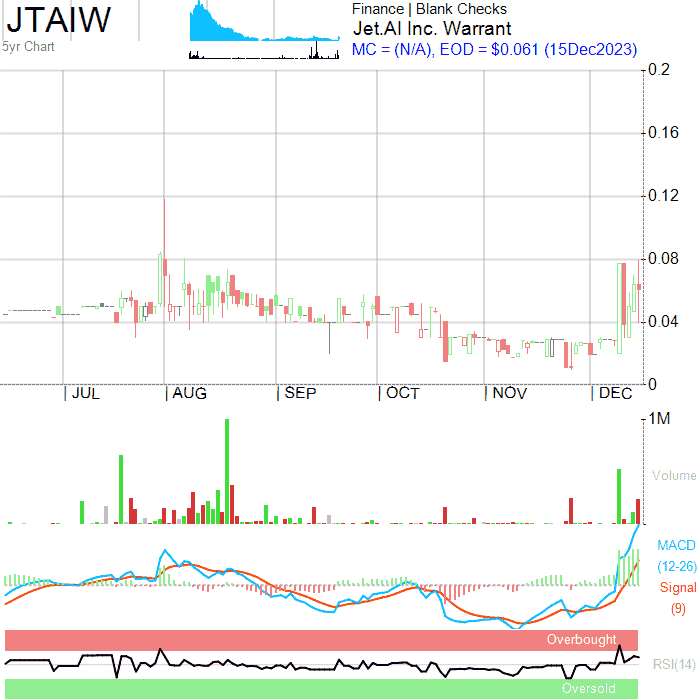 JTAIW
5yr Chart
Finance | Blank Checks
Jet.AI Inc. Warrant
MC = (N/A), EOD = $0.061 (15Dec2023)
0.2
0.16
0.12
0.08
0.04
0
| JUL | AUG | SEP | OCT | NOV | DEC
1M
Volume
MACD
(12-26)
Signal
(9)
Overbought
RSI(14)
Oversold